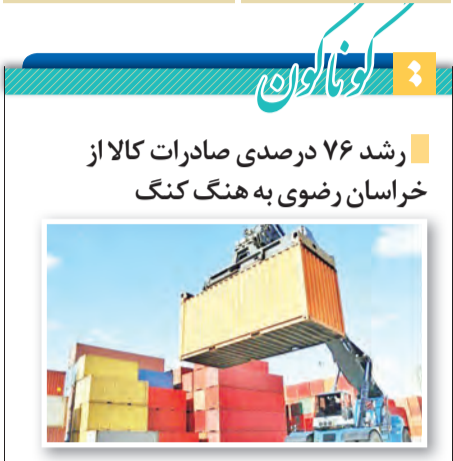 گوناگون
رشد ۷۶ درصدی صادرات کالا از
خراسان رضوی به هنگ کنگ